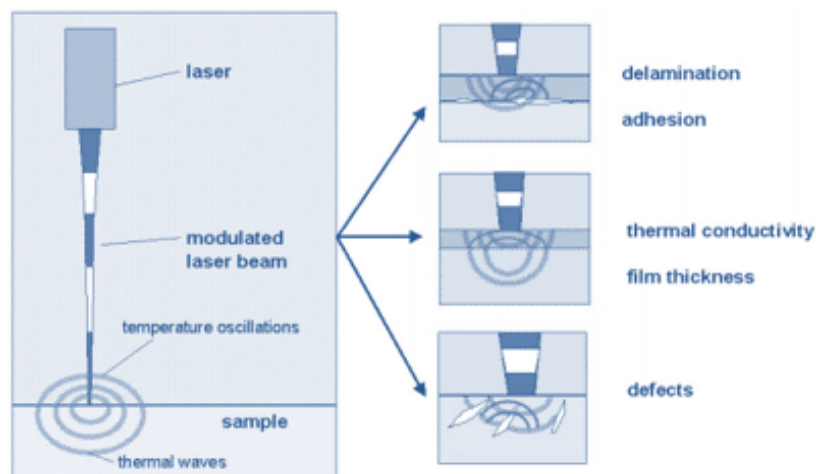 laser
modulated
laser beam
temperature oscillations
sample
thermal waves
delamination
adhesion
thermal conductivity
film thickness
defects